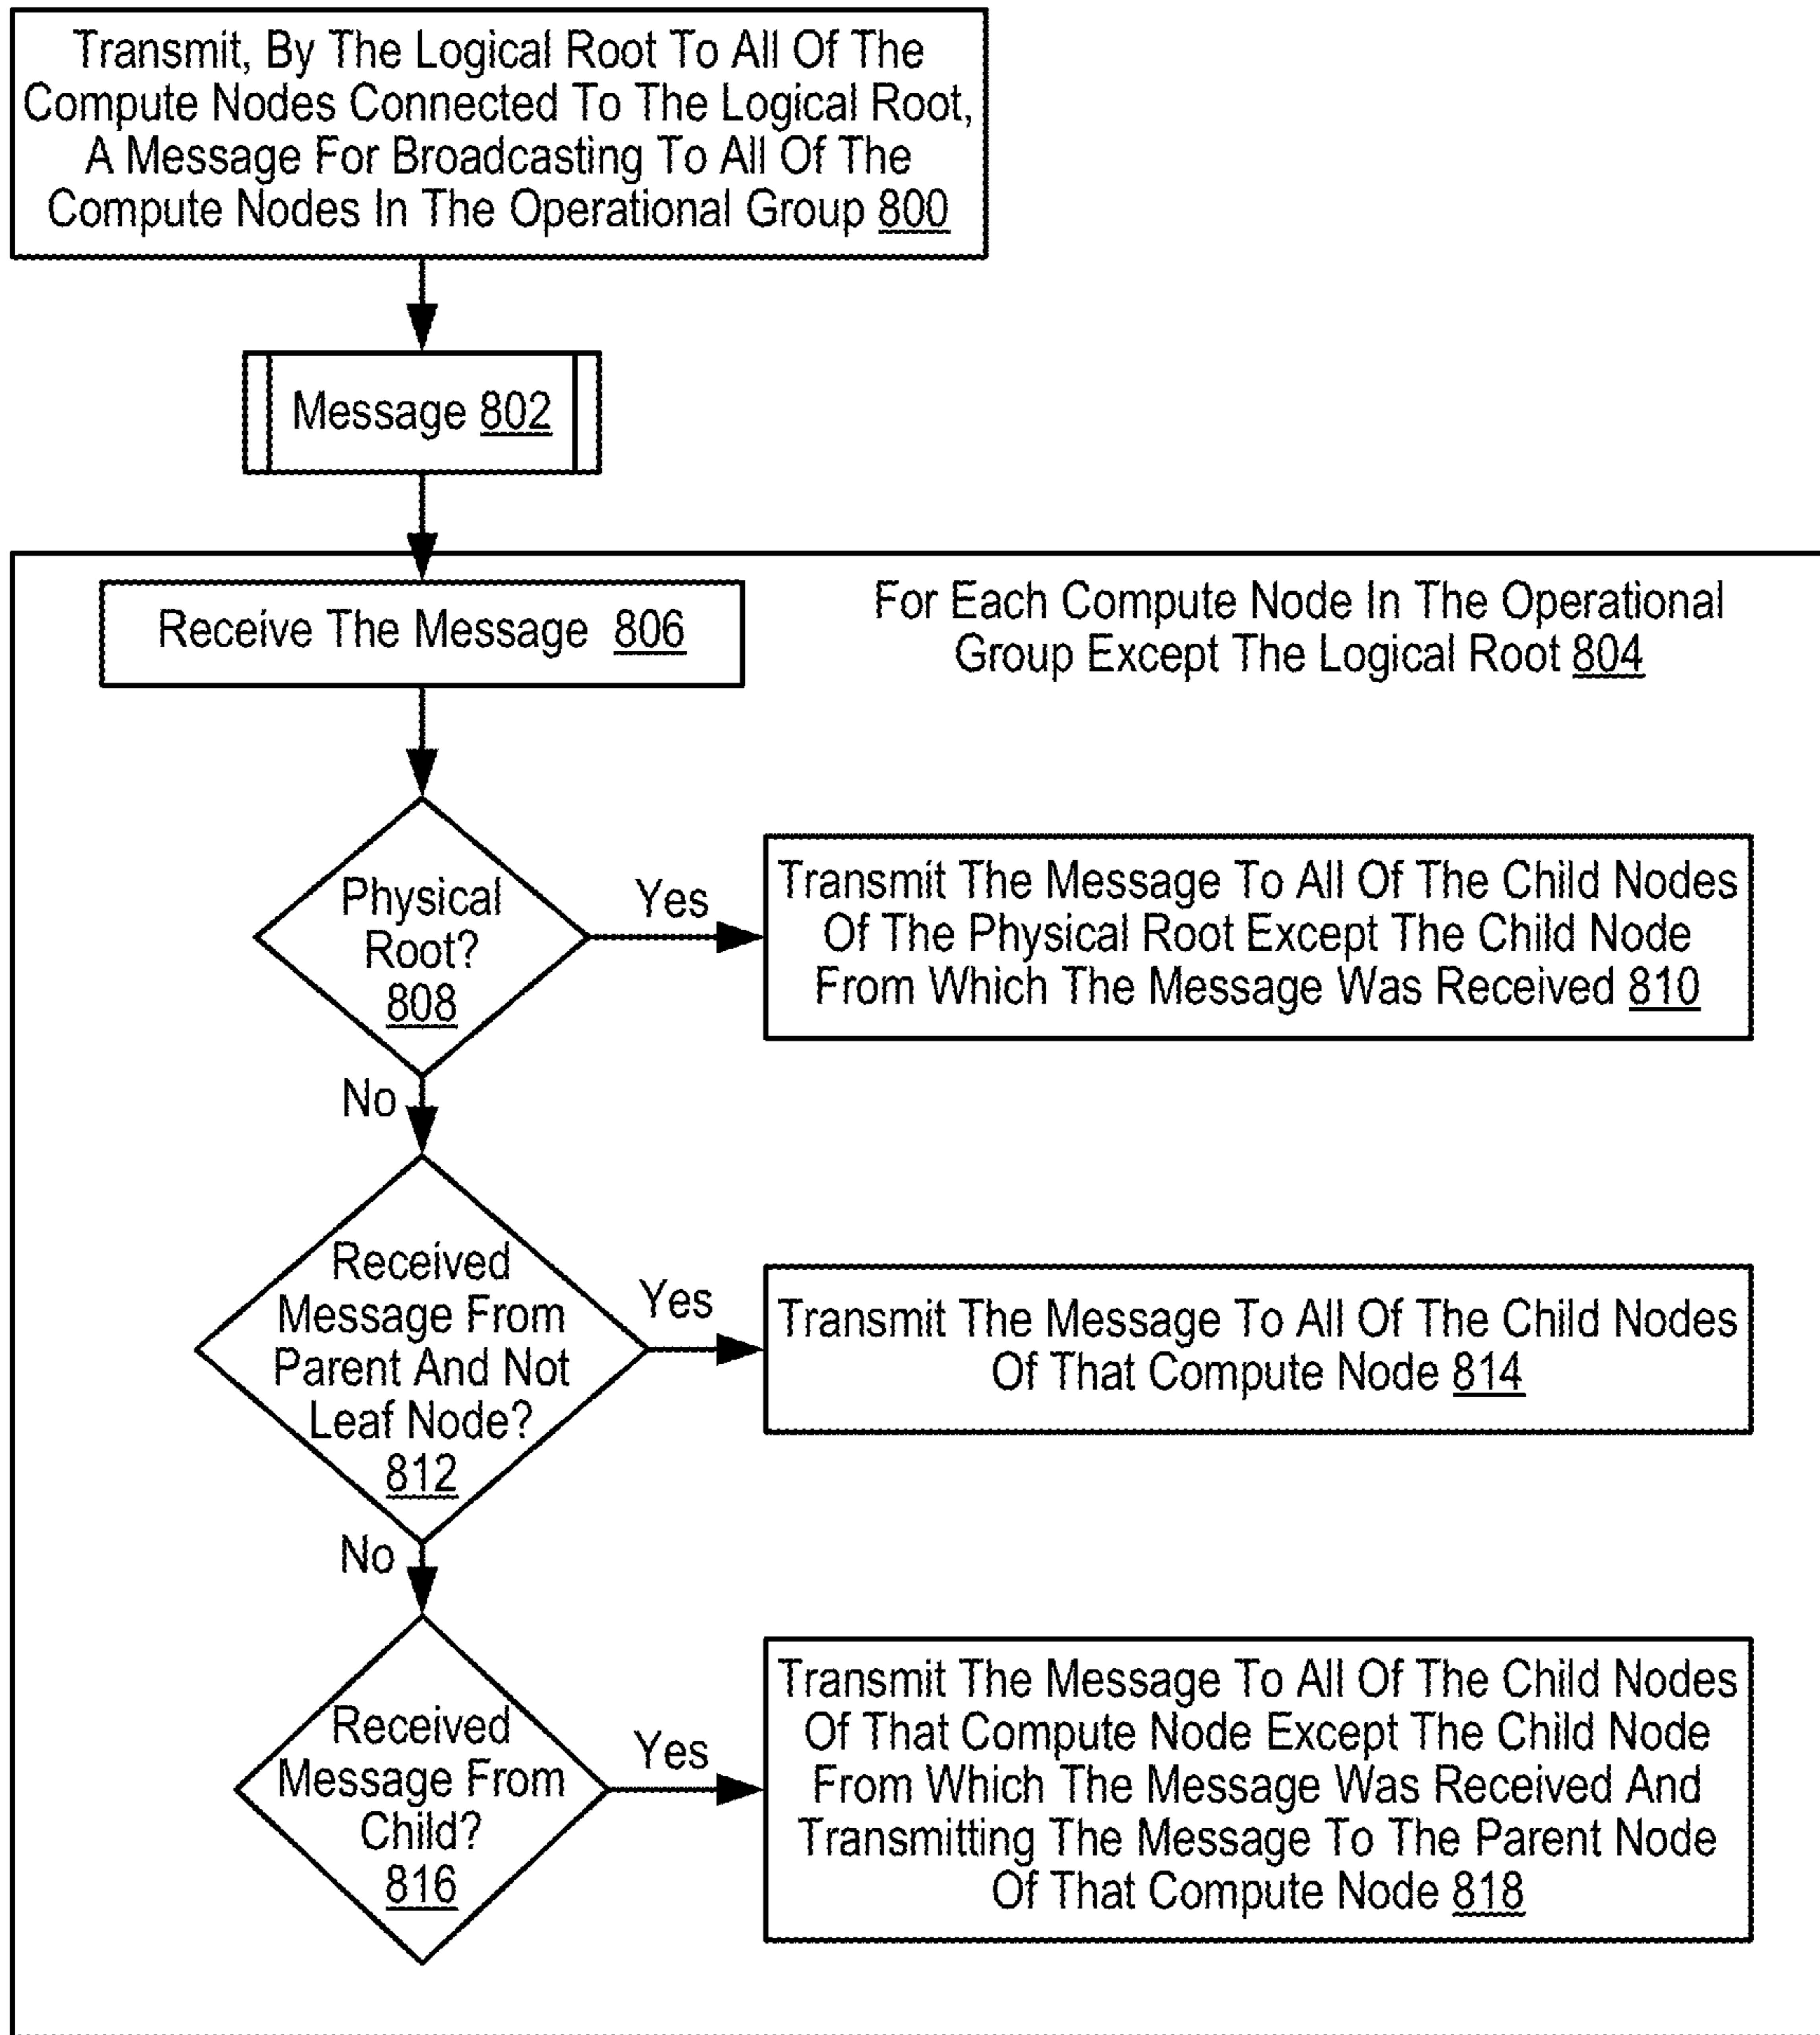 Transmit, By The Logical Root To All Of The
Compute Nodes Connected To The Logical Root,
A Message For Broadcasting To All Of The
Compute Nodes In The Operational Group 800
Message 802
Receive The Message 806
For Each Compute Node In The Operational
Group Except The Logical Root 804
Physical
Root?
808
Yes
Transmit The Message To All Of The Child Nodes
Of The Physical Root Except The Child Node
From Which The Message Was Received 810
No
Received
Message From
Parent And Not
Leaf Node?
812
Yes
Transmit The Message To All Of The Child Nodes
Of That Compute Node 814
No
Received
Message From
Child?
816
Yes
Transmit The Message To All Of The Child Nodes
Of That Compute Node Except The Child Node
From Which The Message Was Received And
Transmitting The Message To The Parent Node
Of That Compute Node 818